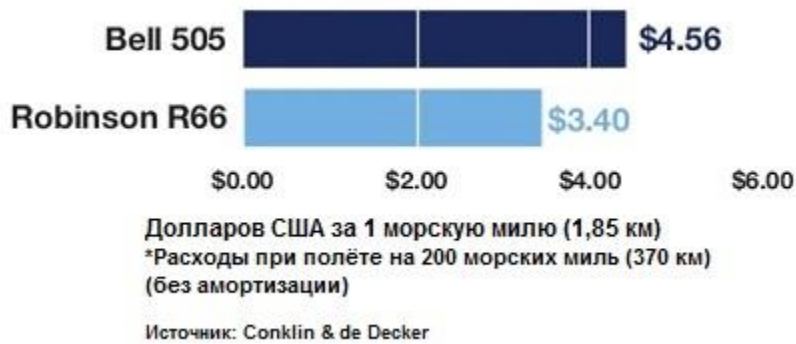 Bell 505 $4.56
Robinson R66 $3.40
$0.00 $2.00 $4.00 $6.00
Долларов США за 1 морскую милю (1,85 км)
*Расходы при полёте на 200 морских миль (370 км)
(без амортизации)
Источник: Conklin & de Decker